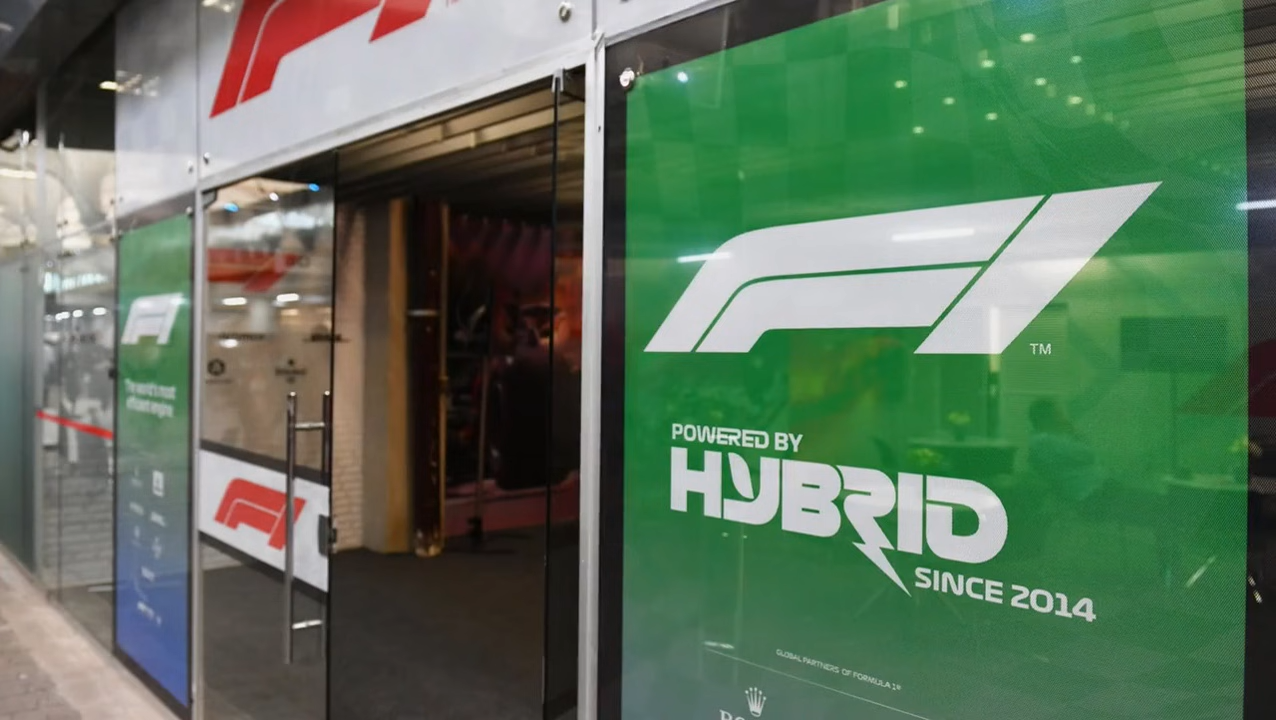 F1
F1
The world's most
efficient engine
F1
F1
TM
POWERED BY
HYBRID
SINCE 2014
GLOBAL PARTNERS OF FORMULA 1®